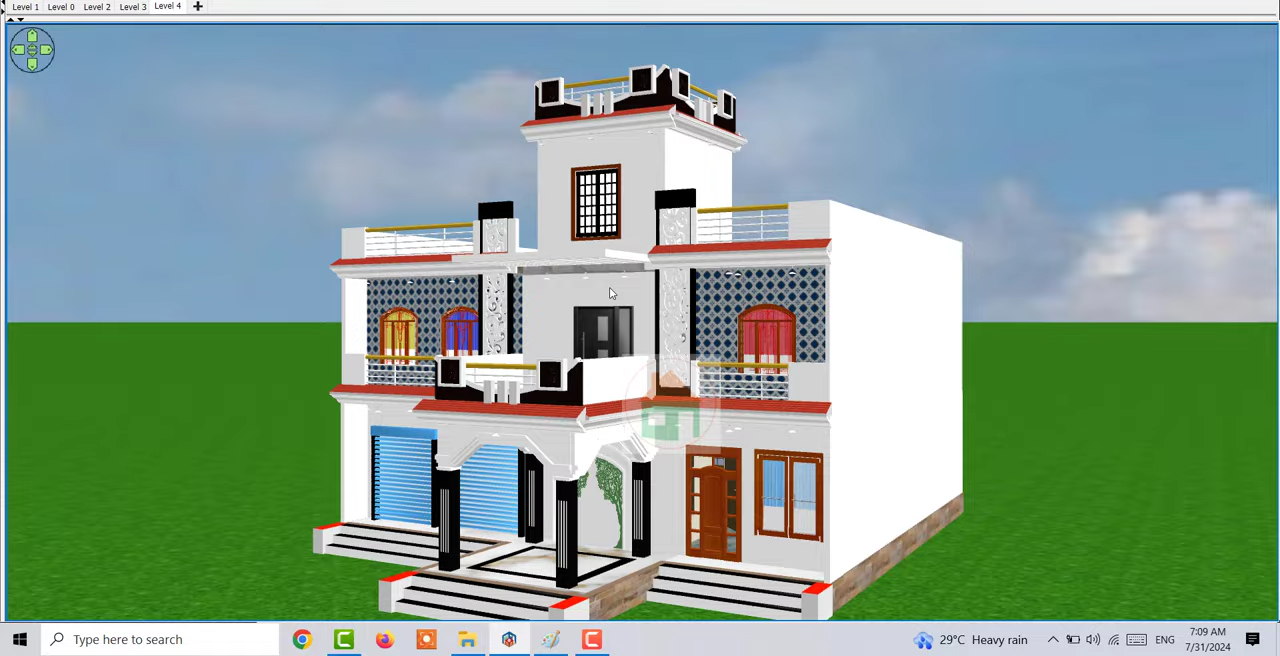 Level 1 Level 0 Level 2 Level 3 Level 4
Type here to search
29°C Heavy rain
ENG
7:09 AM
7/31/2024